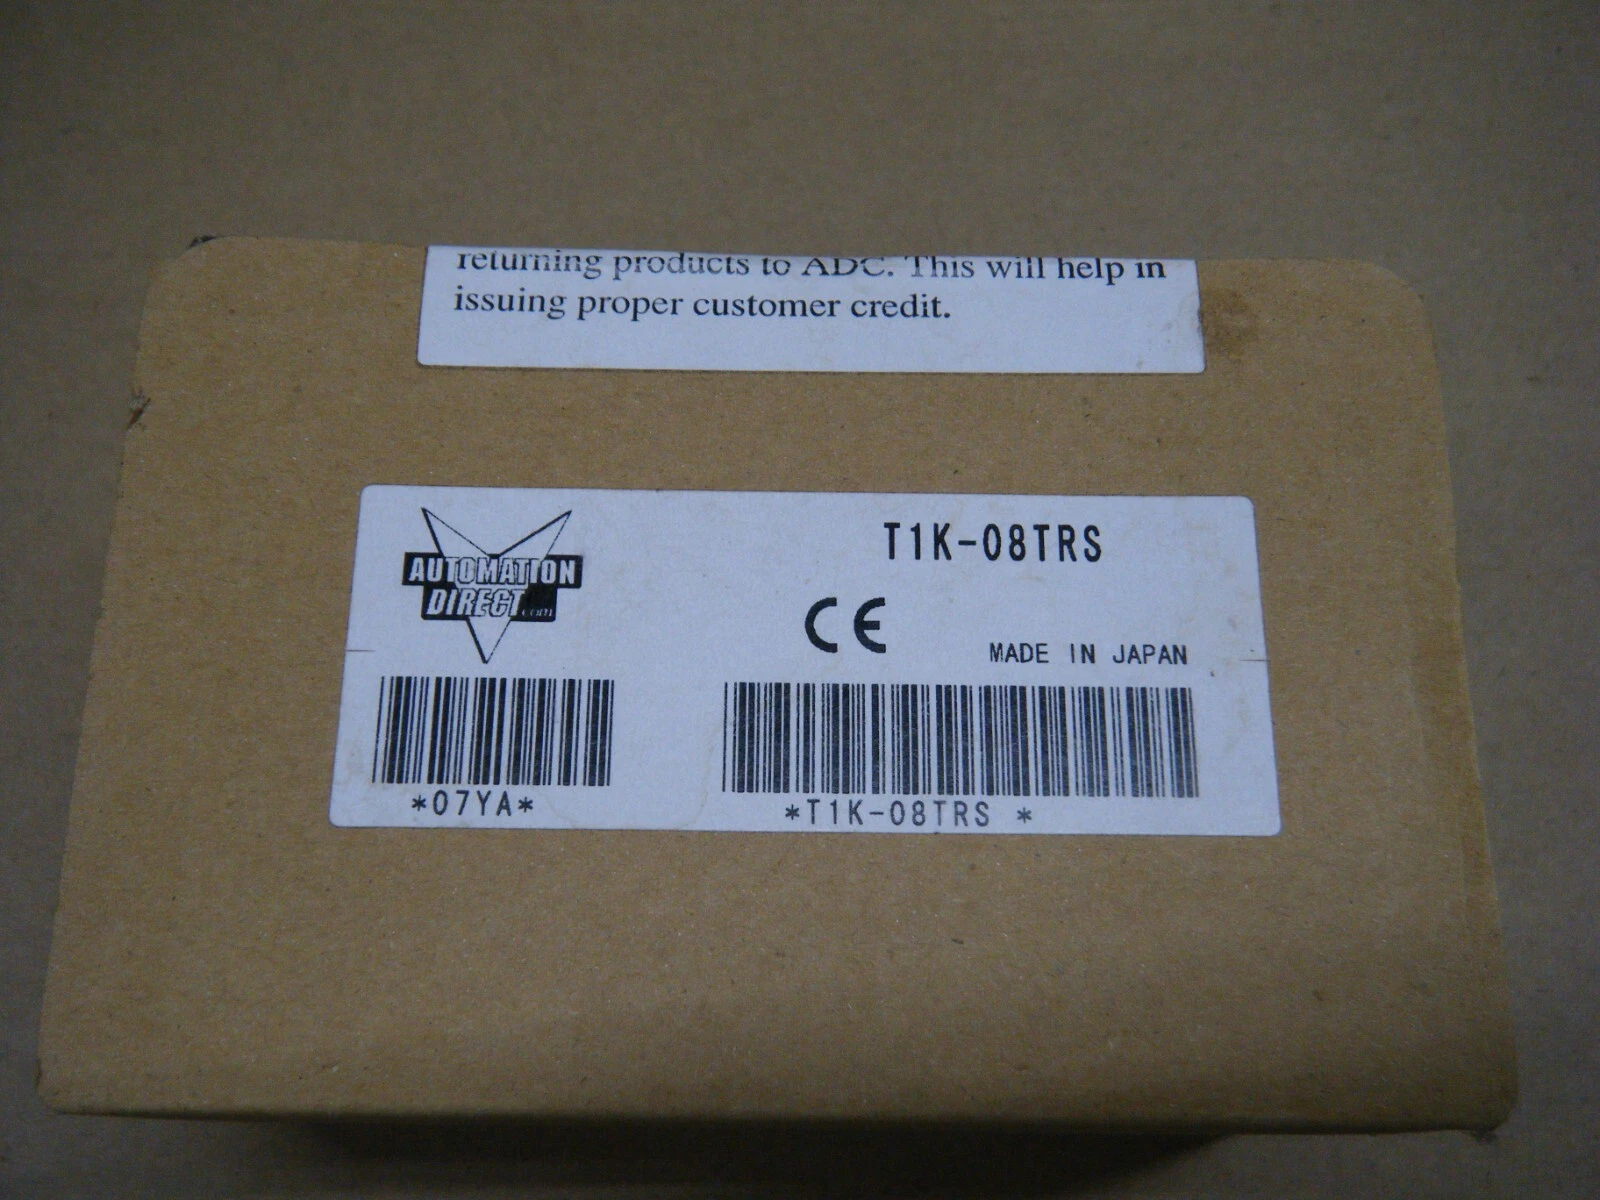 returning products to ADC. This will help in
issuing proper customer credit.
AUTOMATION
DIRECT.com
T1K-08TRS
CE
MADE IN JAPAN
*07YA*
*T1K-08TRS *